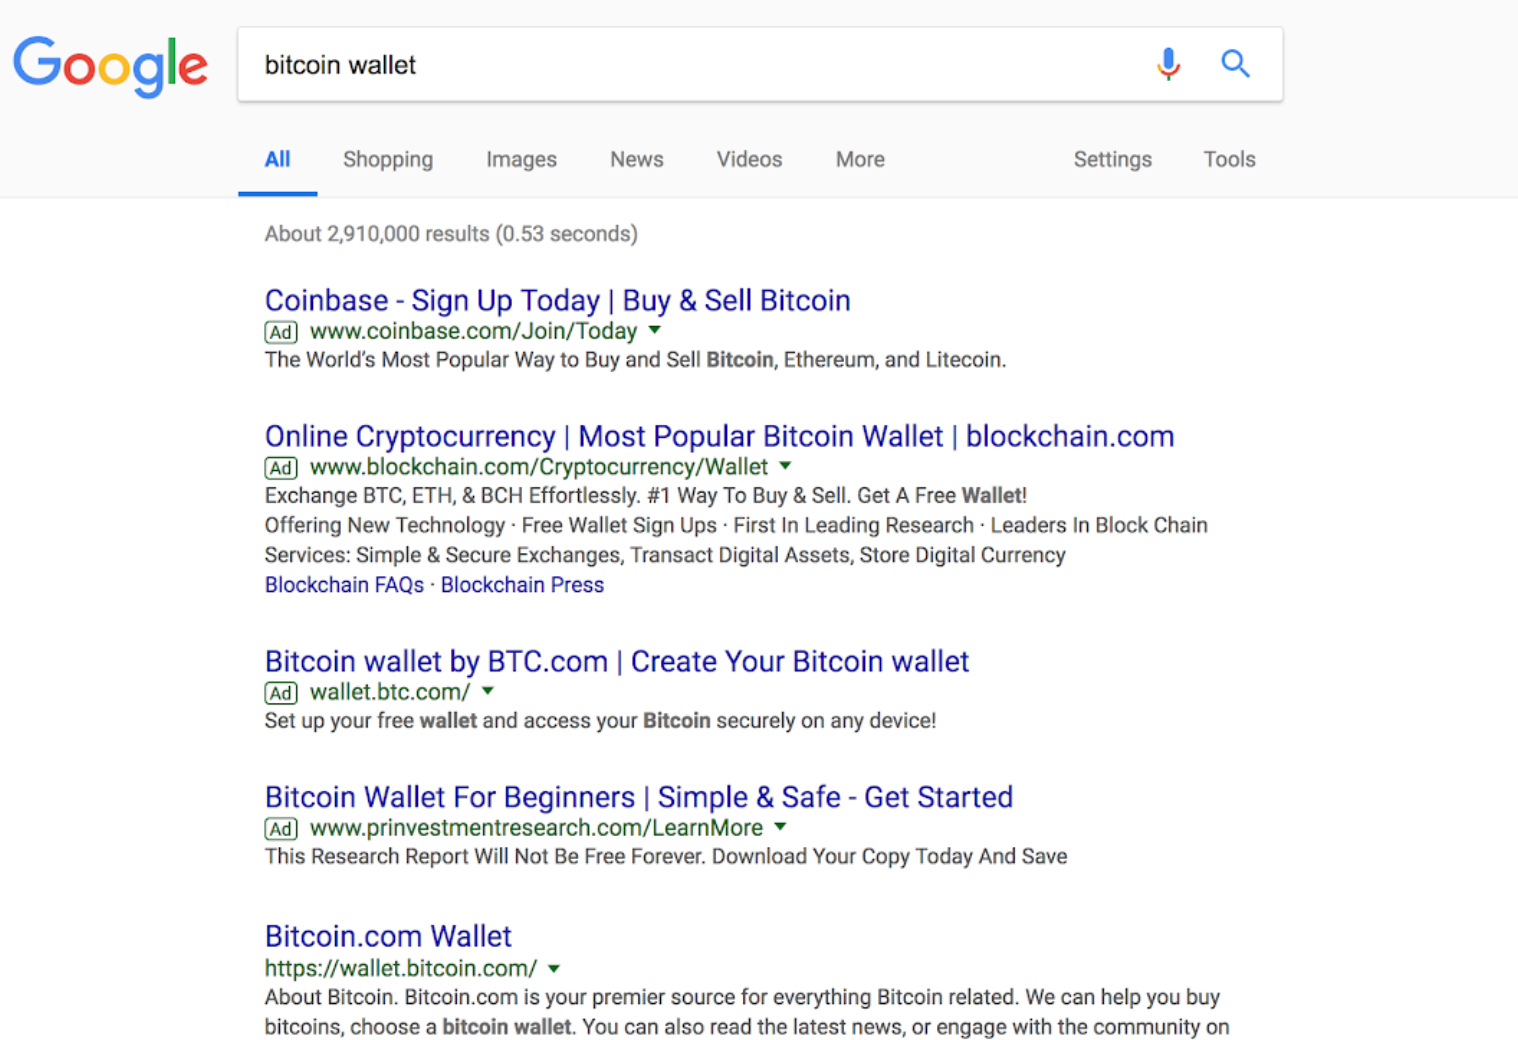 Google
bitcoin wallet
All Shopping Images News Videos More Settings Tools
About 2,910,000 results (0.53 seconds)
Coinbase - Sign Up Today | Buy & Sell Bitcoin
Ad www.coinbase.com/Join/Today
The World's Most Popular Way to Buy and Sell Bitcoin, Ethereum, and Litecoin.
Online Cryptocurrency | Most Popular Bitcoin Wallet | blockchain.com
Ad www.blockchain.com/Cryptocurrency/Wallet
Exchange BTC, ETH, & BCH Effortlessly. #1 Way To Buy & Sell. Get A Free Wallet!
Offering New Technology · Free Wallet Sign Ups · First In Leading Research · Leaders In Block Chain
Services: Simple & Secure Exchanges, Transact Digital Assets, Store Digital Currency
Blockchain FAQs · Blockchain Press
Bitcoin wallet by BTC.com | Create Your Bitcoin wallet
Ad wallet.btc.com/
Set up your free wallet and access your Bitcoin securely on any device!
Bitcoin Wallet For Beginners | Simple & Safe - Get Started
Ad www.prinvestmentresearch.com/LearnMore
This Research Report Will Not Be Free Forever. Download Your Copy Today And Save
Bitcoin.com Wallet
https://wallet.bitcoin.com/
About Bitcoin. Bitcoin.com is your premier source for everything Bitcoin related. We can help you buy
bitcoins, choose a bitcoin wallet. You can also read the latest news, or engage with the community on